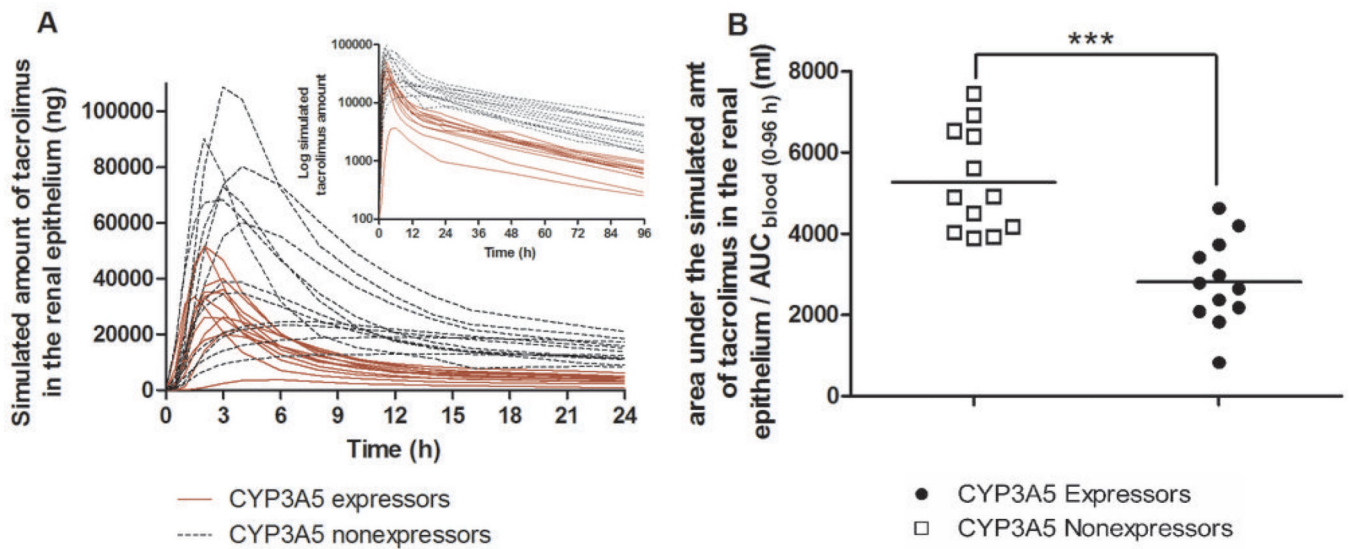 A
Simulated amount of tacrolimus
in the renal epithelium (ng)
100000
80000
60000
40000
20000
0
0 3 6 9 12 15 18 21 24
Time (h)
Log simulated
tacrolimus amount
100000
10000
1000
100
0 12 24 36 48 60 72 84 96
Time (h)
CYP3A5 expressors
CYP3A5 nonexpressors
B
area under the simulated amt
of tacrolimus in the renal
epithelium / AUC blood (0-96 h) (ml)
8000
6000
4000
2000
0
***
CYP3A5 Expressors
CYP3A5 Nonexpressors